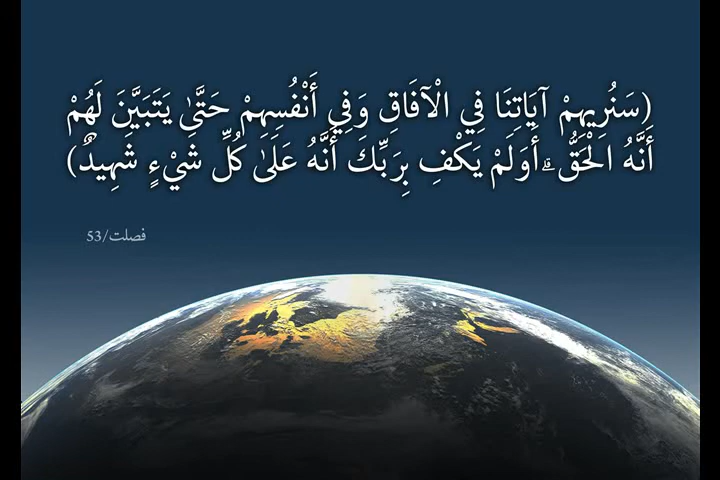 (سَنُرِيهِمْ آيَاتِنَا فِي الْآفَاقِ وَفِي أَنْفُسِهِمْ حَتَّىٰ يَتَبَيَّنَ لَهُمْ
أَنَّهُ الْحَقُّ ۗ أَوَلَمْ يَكْفِ بِرَبِّكَ أَنَّهُ عَلَىٰ كُلِّ شَيْءٍ شَهِيدٌ)
فصلت/53